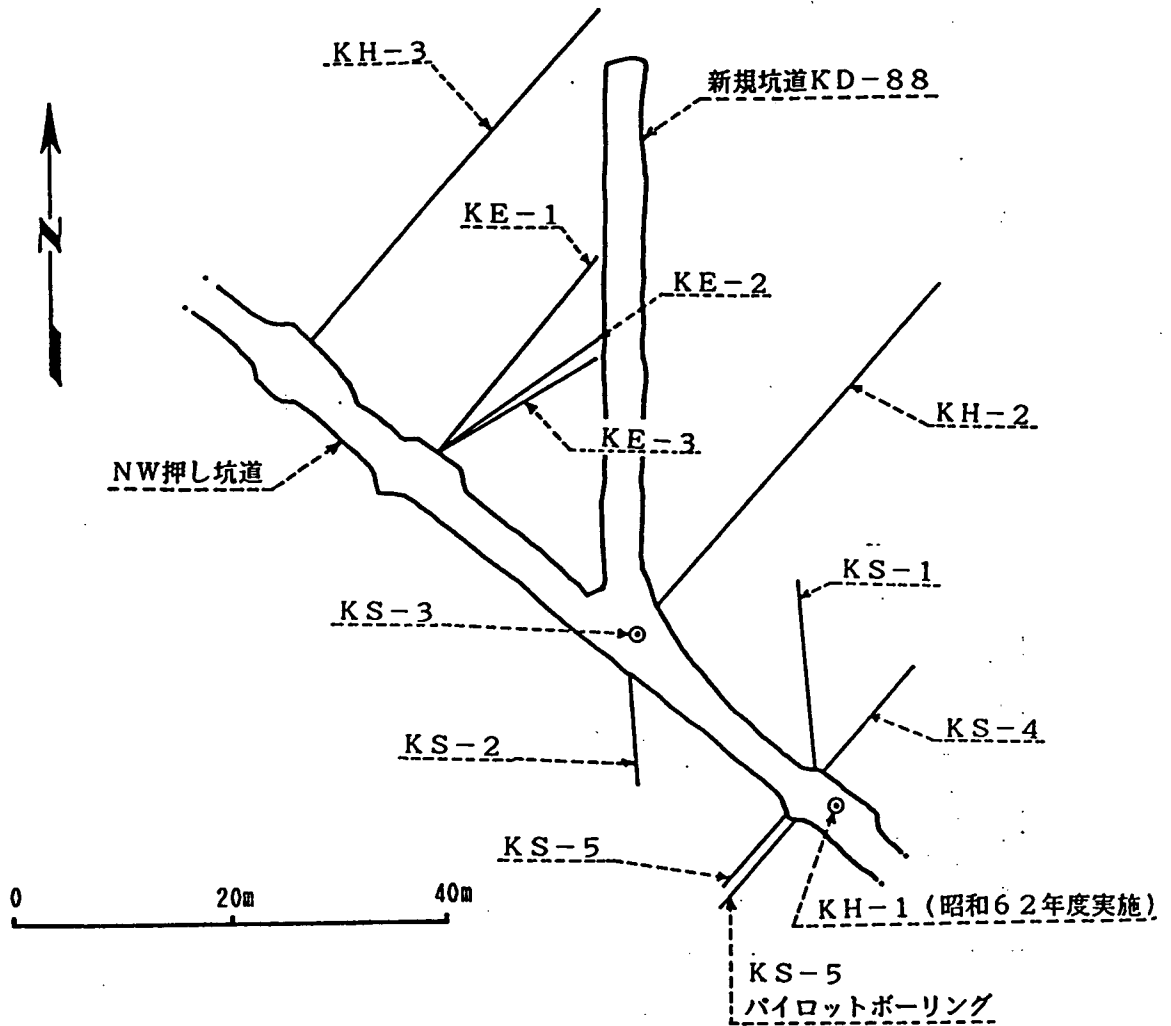 KH-3
新規坑道KD-88
N
KE-1
KE-2
KH-2
KE-3
NW押し坑道
KS-1
KS-3
KS-4
KS-2
KS-5
0 20m 40m
KH-1 (昭和62年度実施)
KS-5
パイロットボーリング